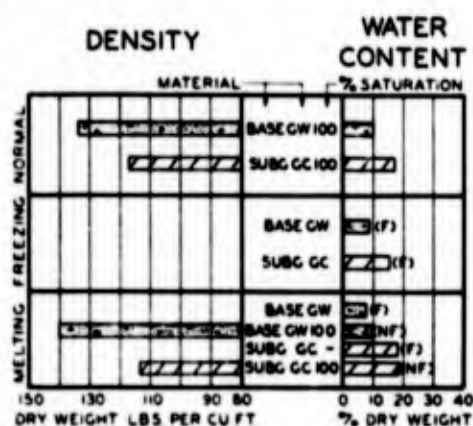 DENSITY
WATER CONTENT
MATERIAL % SATURATION
NORMAL
BASE GW 100
SUBG GC 100
FREEZING
BASE GW (F)
SUBG GC (F)
MELTING
BASE GW (F)
BASE GW 100 (NF)
SUBG GC - (F)
SUBG GC 100 (NF)
150 130 110 90 80 0 10 20 30 40
DRY WEIGHT LBS. PER CU FT. % DRY WEIGHT